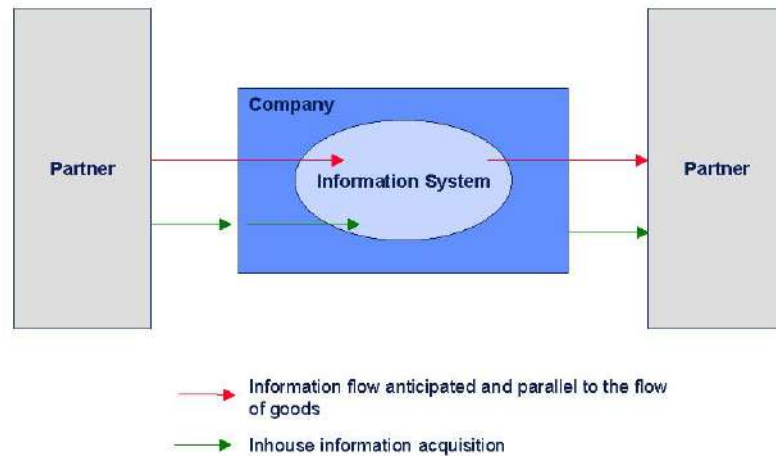 Company
Partner
Information System
Partner
Information flow anticipated and parallel to the flow
of goods
Inhouse information acquisition